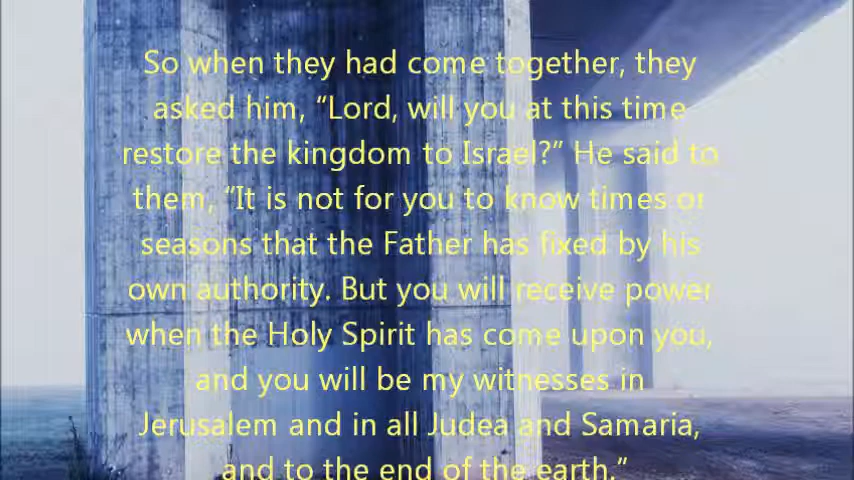 So when they had come together, they
asked him, “Lord, will you at this time
restore the kingdom to Israel?” He said to
them, “It is not for you to know times or
seasons that the Father has fixed by his
own authority. But you will receive power
when the Holy Spirit has come upon you,
and you will be my witnesses in
Jerusalem and in all Judea and Samaria,
and to the end of the earth.”